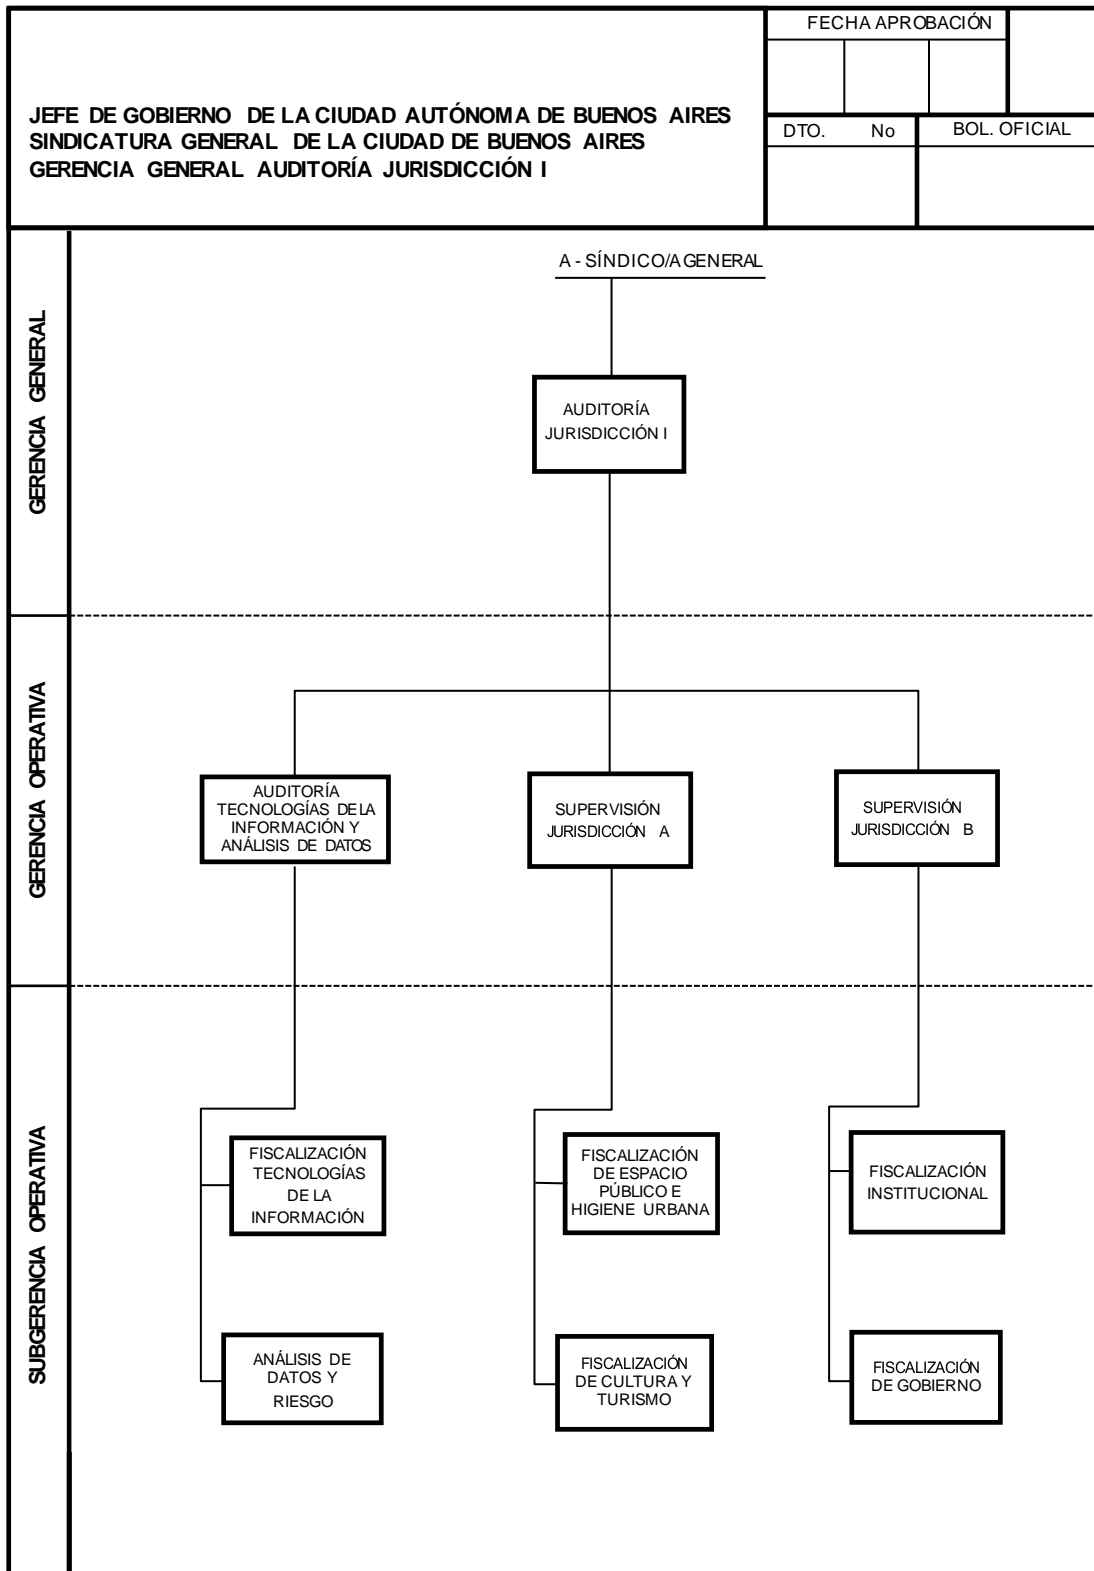 FECHA APROBACIÓN
JEFE DE GOBIERNO DE LA CIUDAD AUTÓNOMA DE BUENOS AIRES
SINDICATURA GENERAL DE LA CIUDAD DE BUENOS AIRES
GERENCIA GENERAL AUDITORÍA JURISDICCIÓN I
DTO. No
BOL. OFICIAL
GERENCIA GENERAL
A - SÍNDICO/A GENERAL
AUDITORÍA
JURISDICCIÓN I
GERENCIA OPERATIVA
AUDITORÍA
TECNOLOGÍAS DE LA
INFORMACIÓN Y
ANÁLISIS DE DATOS
SUPERVISIÓN
JURISDICCIÓN A
SUPERVISIÓN
JURISDICCIÓN B
SUBGERENCIA OPERATIVA
FISCALIZACIÓN
TECNOLOGÍAS
DE LA
INFORMACIÓN
FISCALIZACIÓN
DE ESPACIO
PÚBLICO E
HIGIENE URBANA
FISCALIZACIÓN
INSTITUCIONAL
ANÁLISIS DE
DATOS Y
RIESGO
FISCALIZACIÓN
DE CULTURA Y
TURISMO
FISCALIZACIÓN
DE GOBIERNO